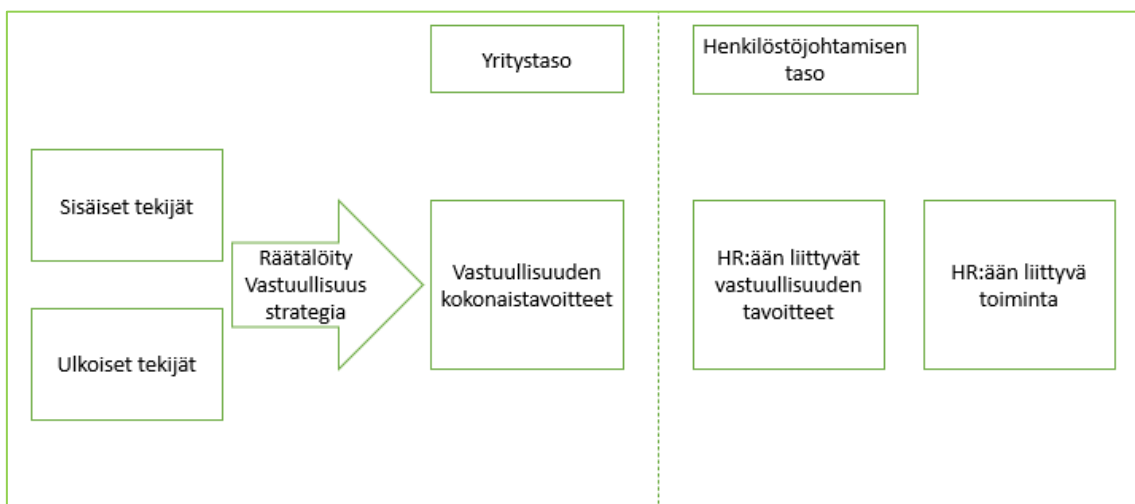 Yritystaso
Henkilöstöjohtamisen
taso
Sisäiset tekijät
Ulkoiset tekijät
Räätälöity
Vastuullisuus
strategia
Vastuullisuuden
kokonaistavoitteet
HR:ään liittyvät
vastuullisuuden
tavoitteet
HR:ään liittyvä
toiminta